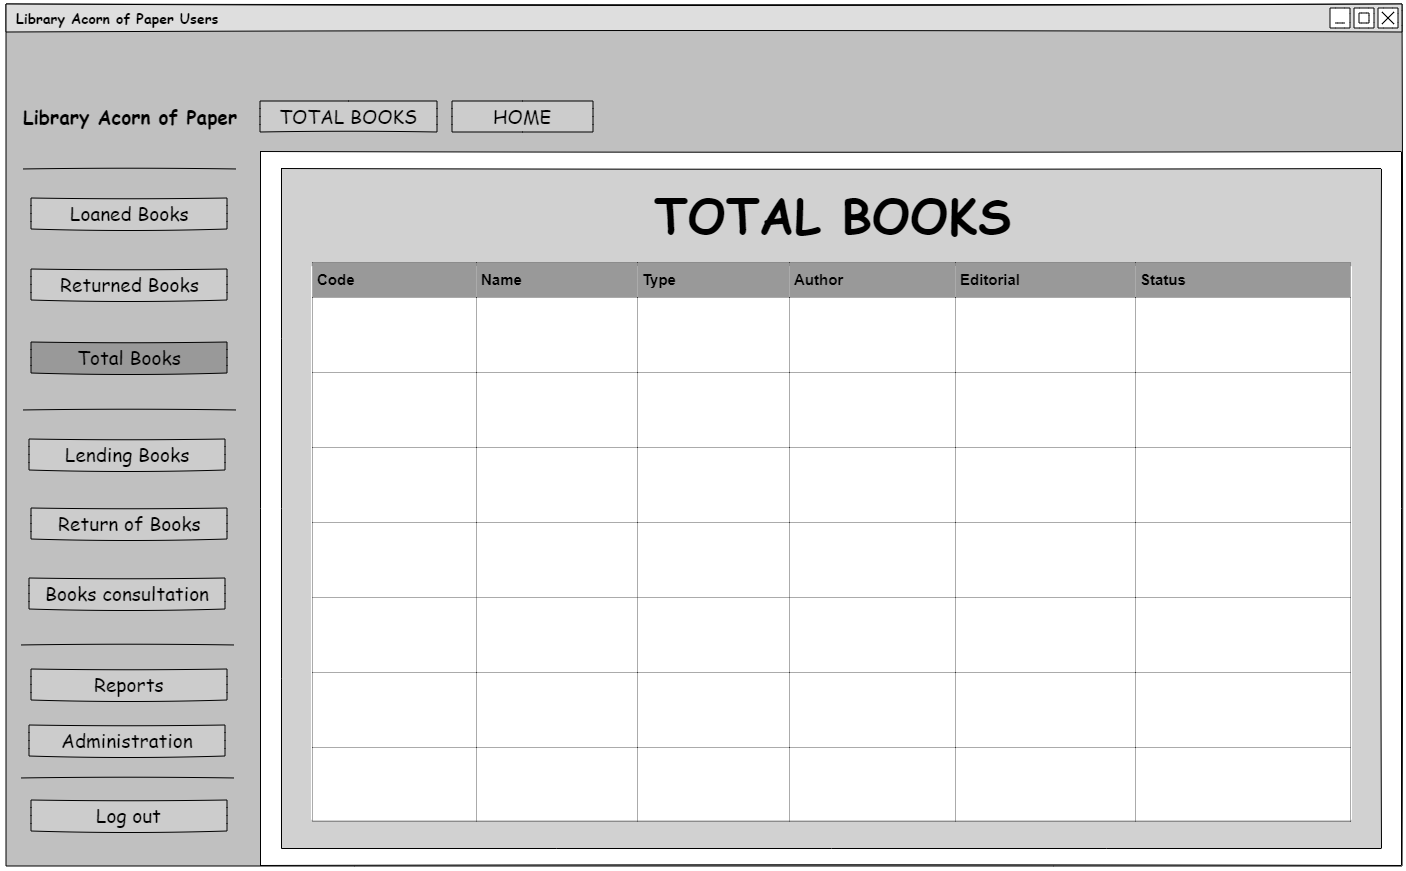 Library Acorn of Paper Users
Library Acorn of Paper
TOTAL BOOKS
HOME
Loaned Books
Returned Books
Total Books
Lending Books
Return of Books
Books consultation
Reports
Administration
Log out
TOTAL BOOKS
Code Name Type Author Editorial Status